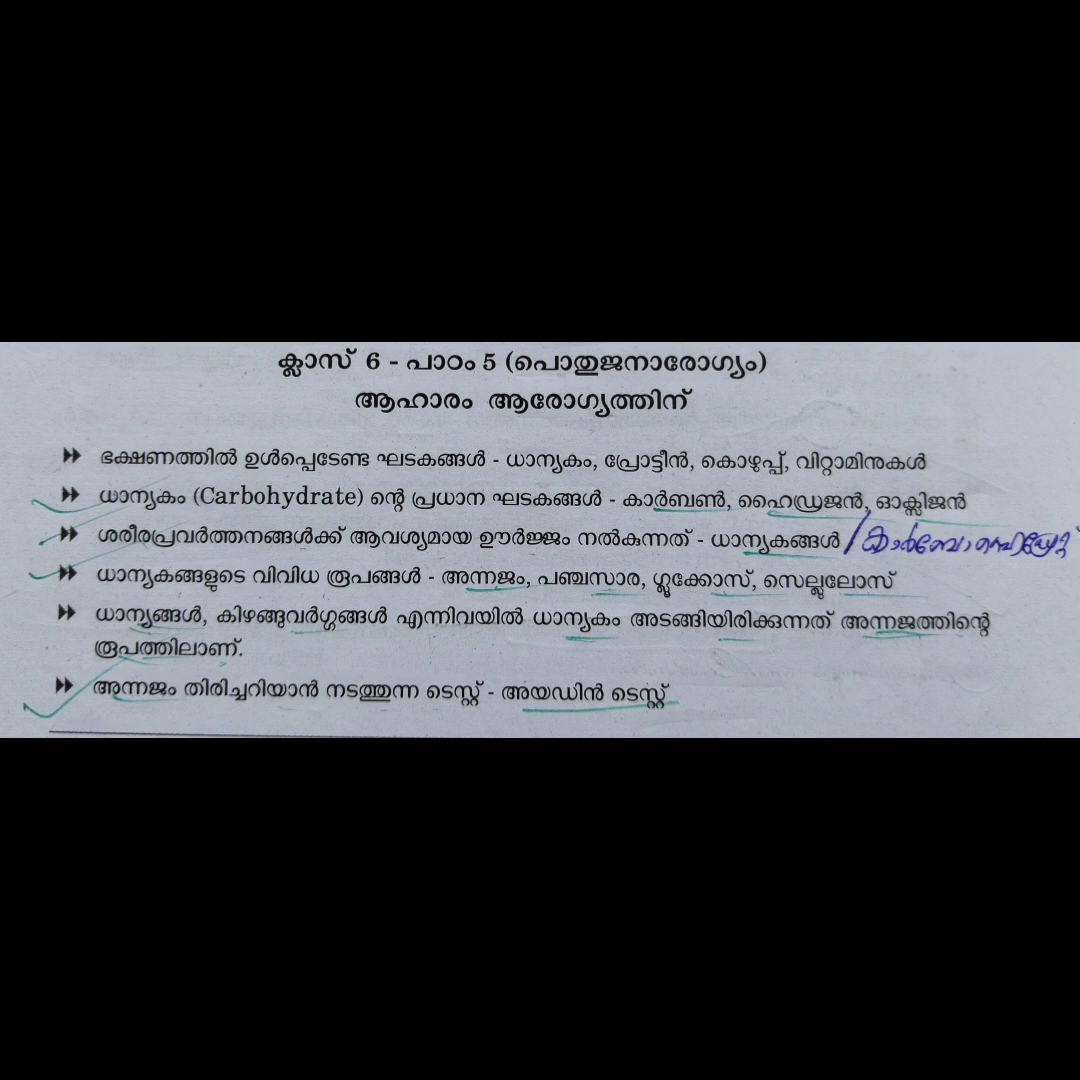 ക്ലാസ് 6 - പാഠം 5 (പൊതുജനാരോഗ്യം)
ആഹാരം ആരോഗ്യത്തിന്
ഭക്ഷണത്തിൽ ഉൾപ്പെടേണ്ട ഘടകങ്ങൾ - ധാന്യകം, പ്രോട്ടീൻ, കൊഴുപ്പ്, വിറ്റാമിനുകൾ
ധാന്യകം (Carbohydrate) ന്റെ പ്രധാന ഘടകങ്ങൾ - കാർബൺ, ഹൈഡ്രജൻ, ഓക്സിജൻ
ശരീരപ്രവർത്തനങ്ങൾക്ക് ആവശ്യമായ ഊർജ്ജം നൽകുന്നത് - ധാന്യകങ്ങൾ / കാർബോഹൈഡ്രേറ്റ്
ധാന്യകങ്ങളുടെ വിവിധ രൂപങ്ങൾ - അന്നജം, പഞ്ചസാര, ഗ്ലൂക്കോസ്, സെല്ലുലോസ്
ധാന്യങ്ങൾ, കിഴങ്ങുവർഗ്ഗങ്ങൾ എന്നിവയിൽ ധാന്യകം അടങ്ങിയിരിക്കുന്നത് അന്നജത്തിന്റെ
രൂപത്തിലാണ്.
അന്നജം തിരിച്ചറിയാൻ നടത്തുന്ന ടെസ്റ്റ് - അയഡിൻ ടെസ്റ്റ്